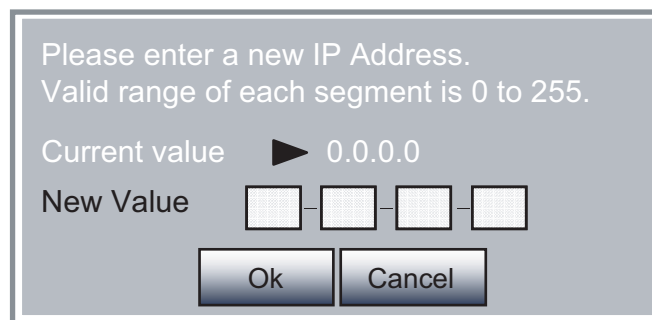 Please enter a new IP Address.
Valid range of each segment is 0 to 255.
Current value ► 0.0.0.0
New Value
Ok Cancel